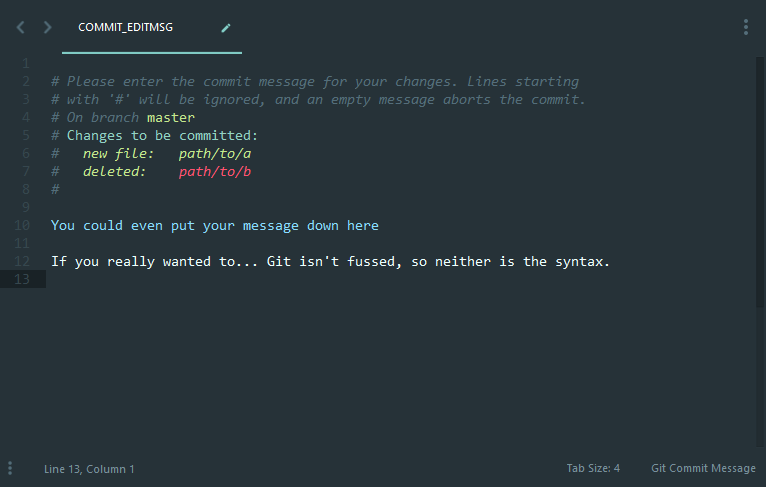 COMMIT_EDITMSG
1
2 # Please enter the commit message for your changes. Lines starting
3 # with '#' will be ignored, and an empty message aborts the commit.
4 # On branch master
5 # Changes to be committed:
6 #   new file:   path/to/a
7 #   deleted:    path/to/b
8 #
9
10 You could even put your message down here
11
12 If you really wanted to... Git isn't fussed, so neither is the syntax.
13
Line 13, Column 1 Tab Size: 4 Git Commit Message